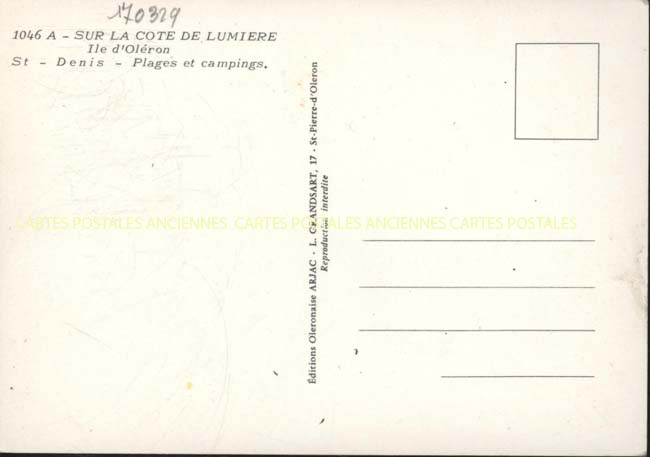 170329
1046 A - SUR LA COTE DE LUMIERE
Ile d'Oléron
St - Denis - Plages et campings.
Éditions Oleronaise ARJAC - L. GRANDSART, 17 - St-Pierre-d'Oleron
Reproduction interdite
CARTES POSTALES ANCIENNES CARTES POSTALES ANCIENNES CARTES POSTALES